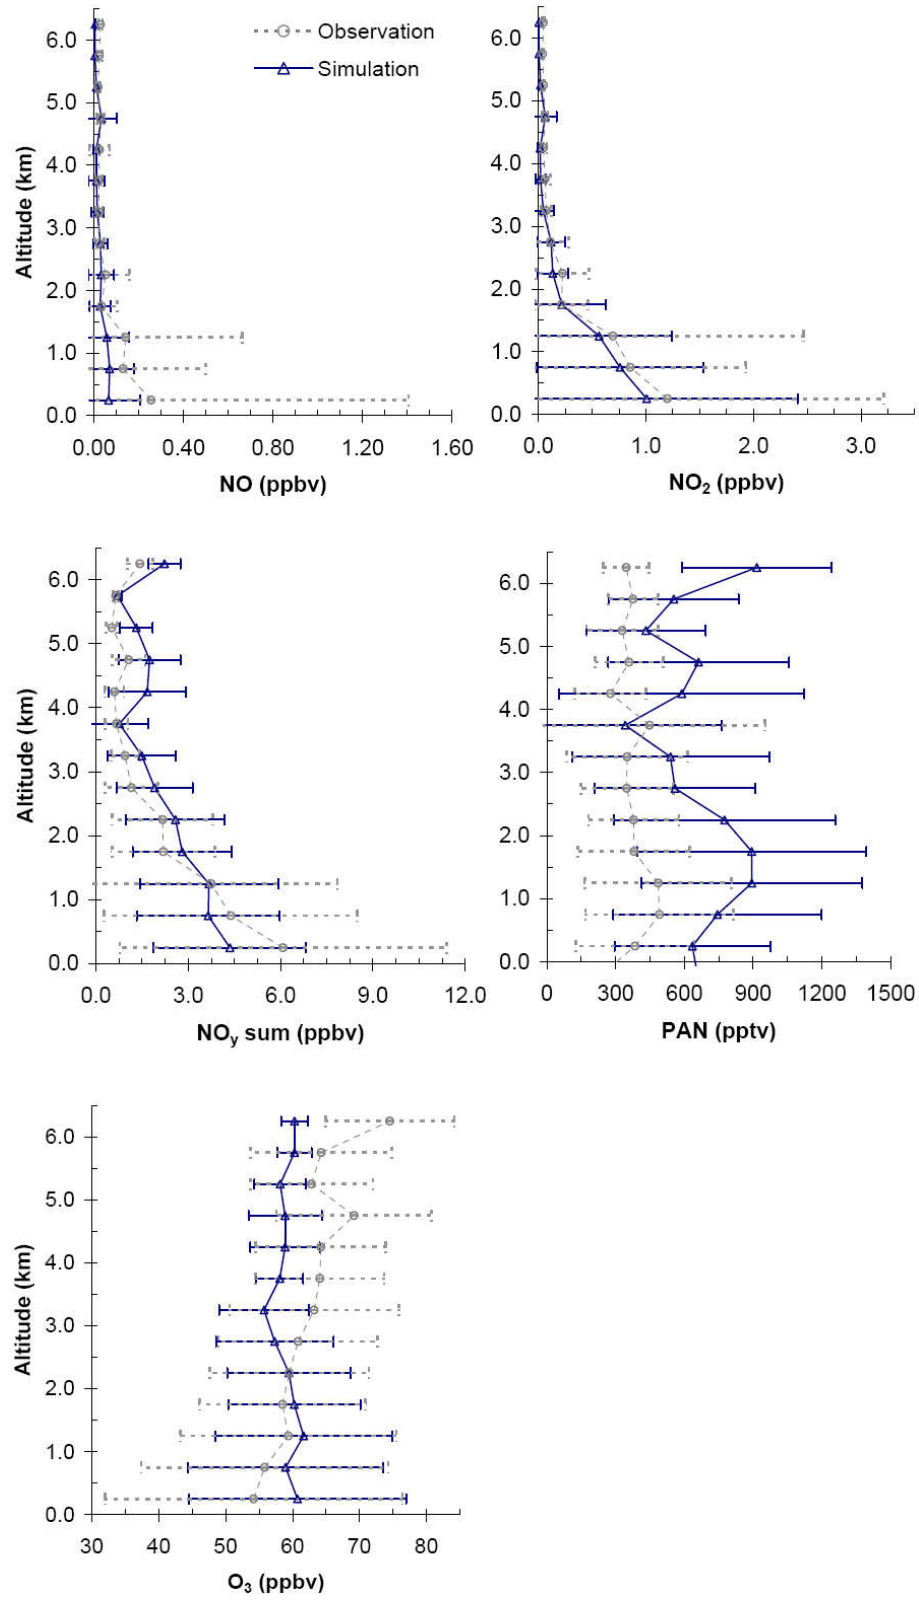 Observation
Simulation
Altitude (km)
6.0
5.0
4.0
3.0
2.0
1.0
0.0
0.00 0.40 0.80 1.20 1.60
NO (ppbv)
6.0
5.0
4.0
3.0
2.0
1.0
0.0
0.0 1.0 2.0 3.0
NO₂ (ppbv)
Altitude (km)
6.0
5.0
4.0
3.0
2.0
1.0
0.0
0.0 3.0 6.0 9.0 12.0
NOy sum (ppbv)
6.0
5.0
4.0
3.0
2.0
1.0
0.0
0 300 600 900 1200 1500
PAN (pptv)
Altitude (km)
6.0
5.0
4.0
3.0
2.0
1.0
0.0
30 40 50 60 70 80
O₃ (ppbv)